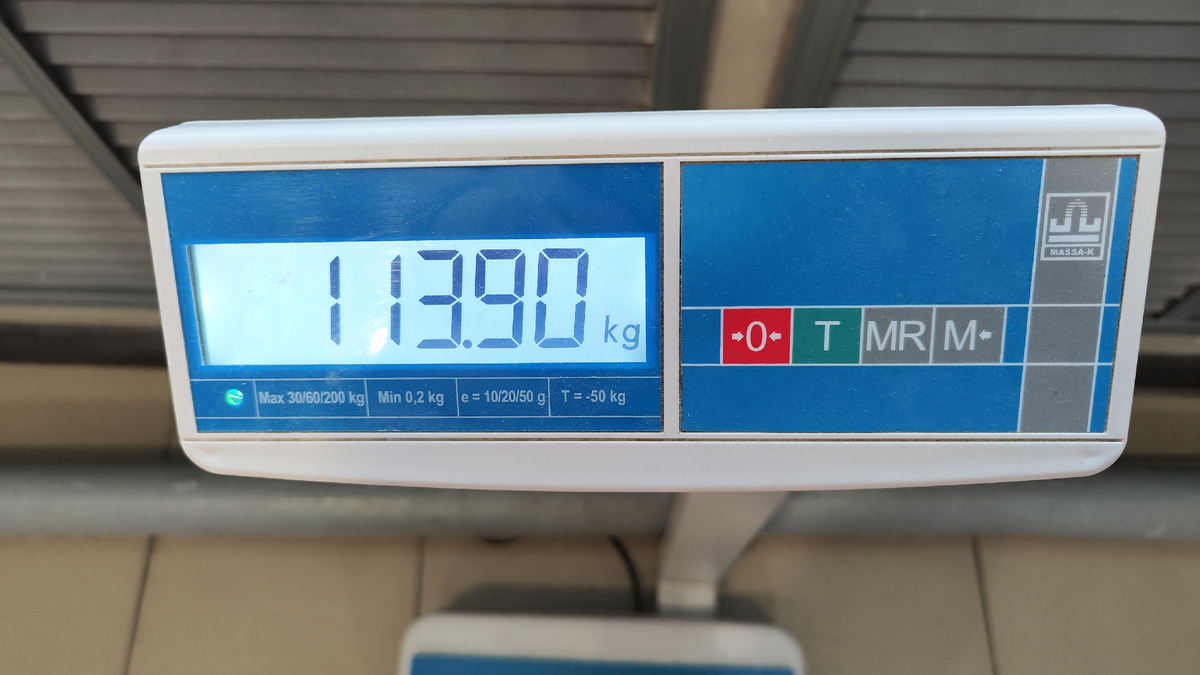 113.90 kg
Max 30/60/200 kg Min 0,2 kg e = 10/20/50 g T = -50 kg
→0← T MR M←
MASSA-K